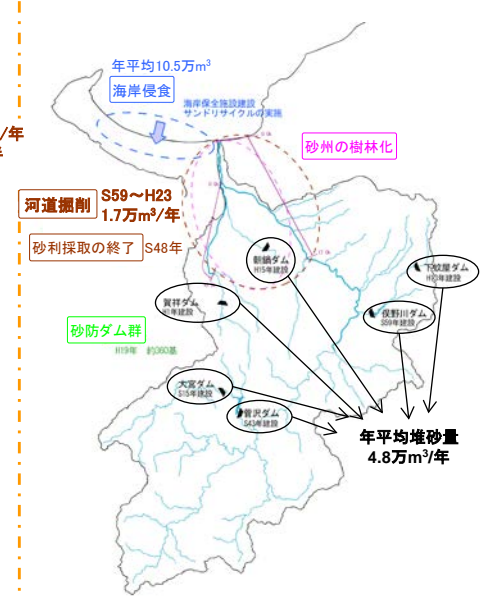 年平均10.5万m³
海岸侵食
海岸保全施設建設
サンドリサイクルの実施
/年
砂州の樹林化
河道掘削
S59～H23
1.7万m³/年
砂利採取の終了
S48年
朝鍋ダム
H15年建設
下蚊屋ダム
賀祥ダム
H1年建設
俣野川ダム
S59年建設
砂防ダム群
H19年 約360基
大宮ダム
S15年建設
菅沢ダム
S43年建設
年平均堆砂量
4.8万m³/年